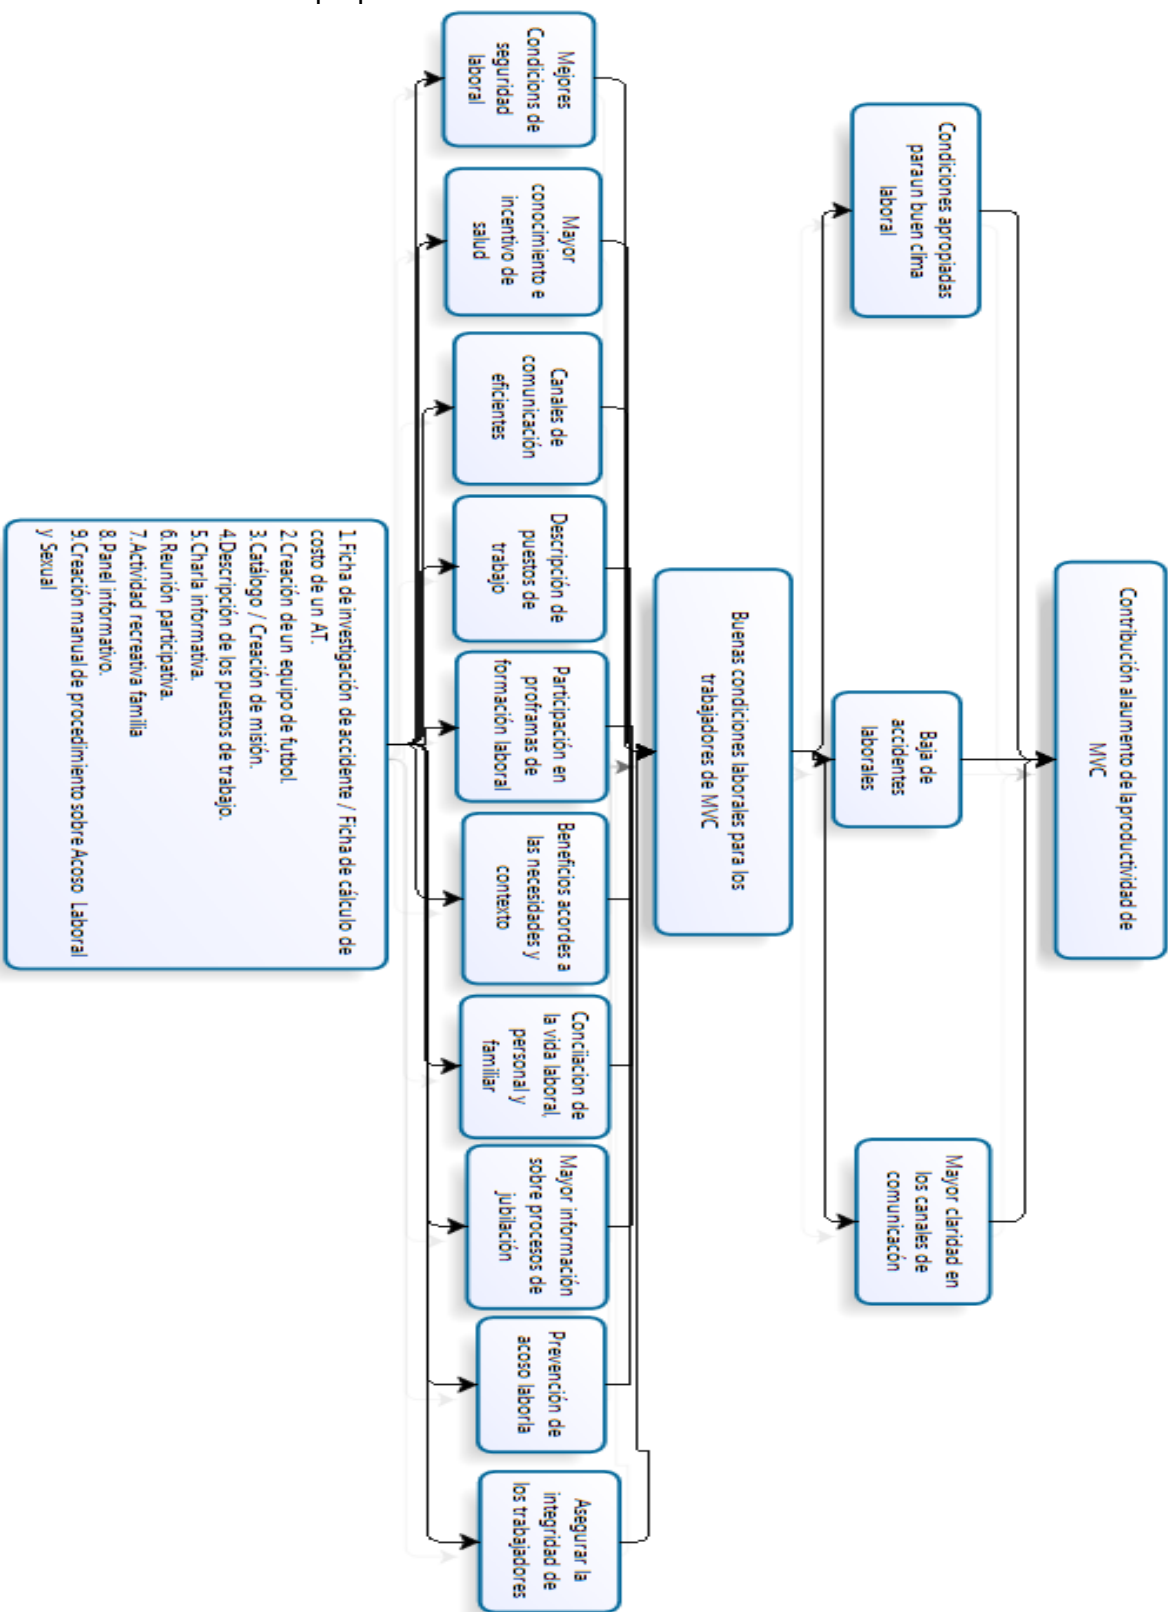 Contribución al aumento de la productividad de
MVC
Condiciones apropiadas
para un buen clima
laboral
Baja de
accidentes
laborales
Mayor claridad en
los canales de
comunicacón
Buenas condiciones laborales para los
trabajadores de MVC
Mejores
Condicions de
seguridad
laboral
Mayor
conocimiento e
incentivo de
salud
Canales de
comunicación
eficientes
Descripción de
puestos de
trabajo
Participación en
proframas de
formación laboral
Beneficios acordes a
las necesidades y
contexto
Conciiacion de
la vida laboral,
personal y
familiar
Mayor información
sobre procesos de
jubilación
Prevención de
acoso laborla
Asegurar la
integridad de
los trabajadores
1.Ficha de investigación de accidente / Ficha de cálculo de
costo de un AT.
2.Creación de un equipo de futbol.
3.Catálogo / Creación de misión.
4.Descripción de los puestos de trabajo.
5.Charla informativa.
6.Reunión participativa.
7.Actividad recreativa familia
8.Panel informativo.
9.Creación manual de procedimiento sobre Acoso Laboral
y Sexual